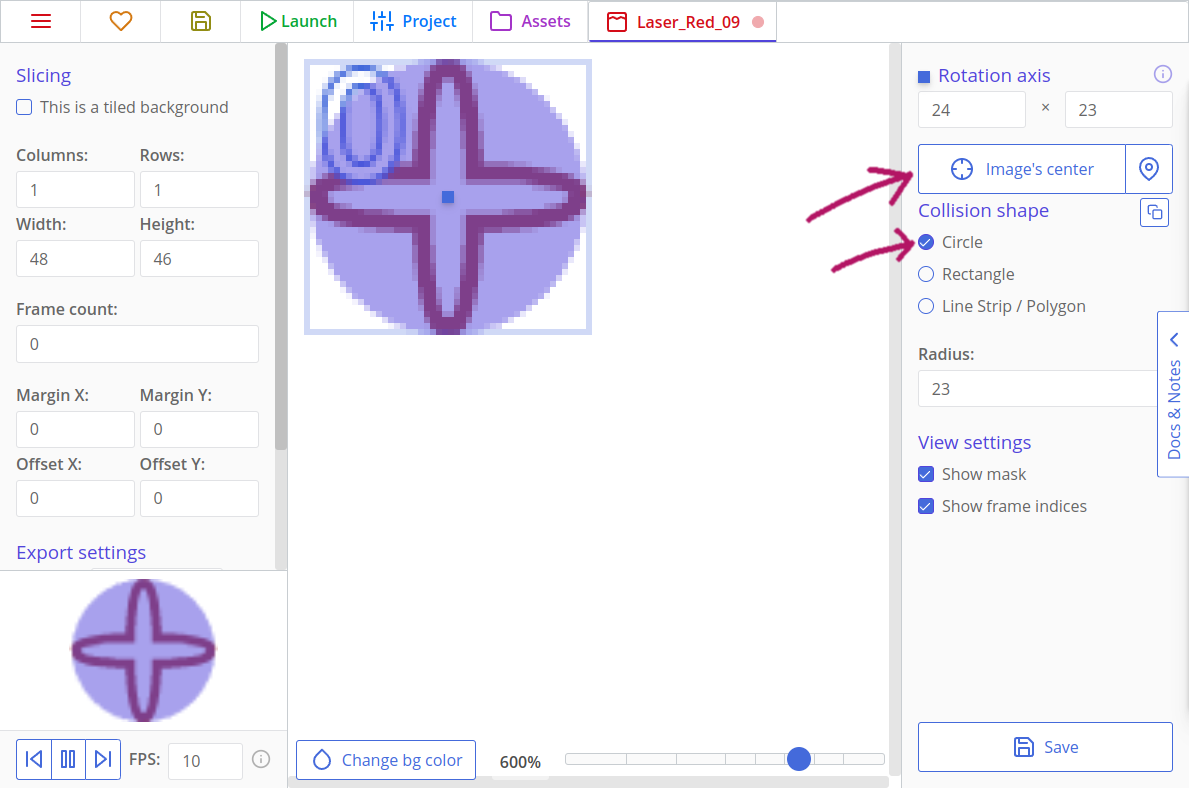 Launch Project Assets Laser_Red_09
Slicing
This is a tiled background
Columns: Rows:
1 1
Width: Height:
48 46
Frame count:
0
Margin X: Margin Y:
0 0
Offset X: Offset Y:
0 0
Export settings
FPS: 10
0
Change bg color 600%
Rotation axis
24 × 23
Image's center
Collision shape
Circle
Rectangle
Line Strip / Polygon
Radius:
23
View settings
Show mask
Show frame indices
Docs & Notes
Save